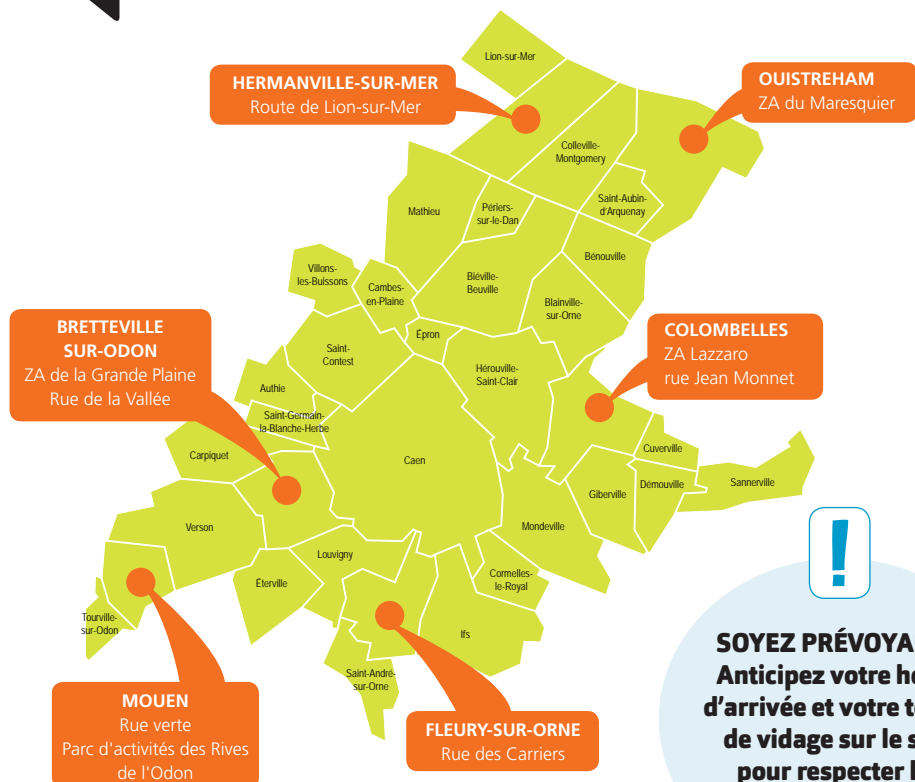 Lion-sur-Mer
HERMANVILLE-SUR-MER
Route de Lion-sur-Mer
OUISTREHAM
ZA du Maresquier
Colleville-
Montgomery
Saint-Aubin-
d'Arquenay
Mathieu
Périers-
sur-le-Dan
Bénouville
Villons-
les-Buissons
Cambes-
en-Plaine
Biéville-
Beuville
Blainville-
sur-Orne
BRETTEVILLE
SUR-ODON
ZA de la Grande Plaine
Rue de la Vallée
COLOMBELLES
ZA Lazzaro
rue Jean Monnet
Épron
Saint-
Contest
Hérouville-
Saint-Clair
Authie
Saint-Germain-
la-Blanche-Herbe
Carpiquet
Caen
Cuverville
Démouville
Sannerville
Giberville
Verson
Mondeville
Louvigny
Éterville
Cormelles-
le-Royal
Tourville-
sur-Odon
Ifs
Saint-André-
sur-Orne
MOUEN
Rue verte
Parc d'activités des Rives
de l'Odon
FLEURY-SUR-ORNE
Rue des Carriers
!
SOYEZ PRÉVOYA
Anticipez votre he
d'arrivée et votre te
de vidage sur le s
pour respecter l